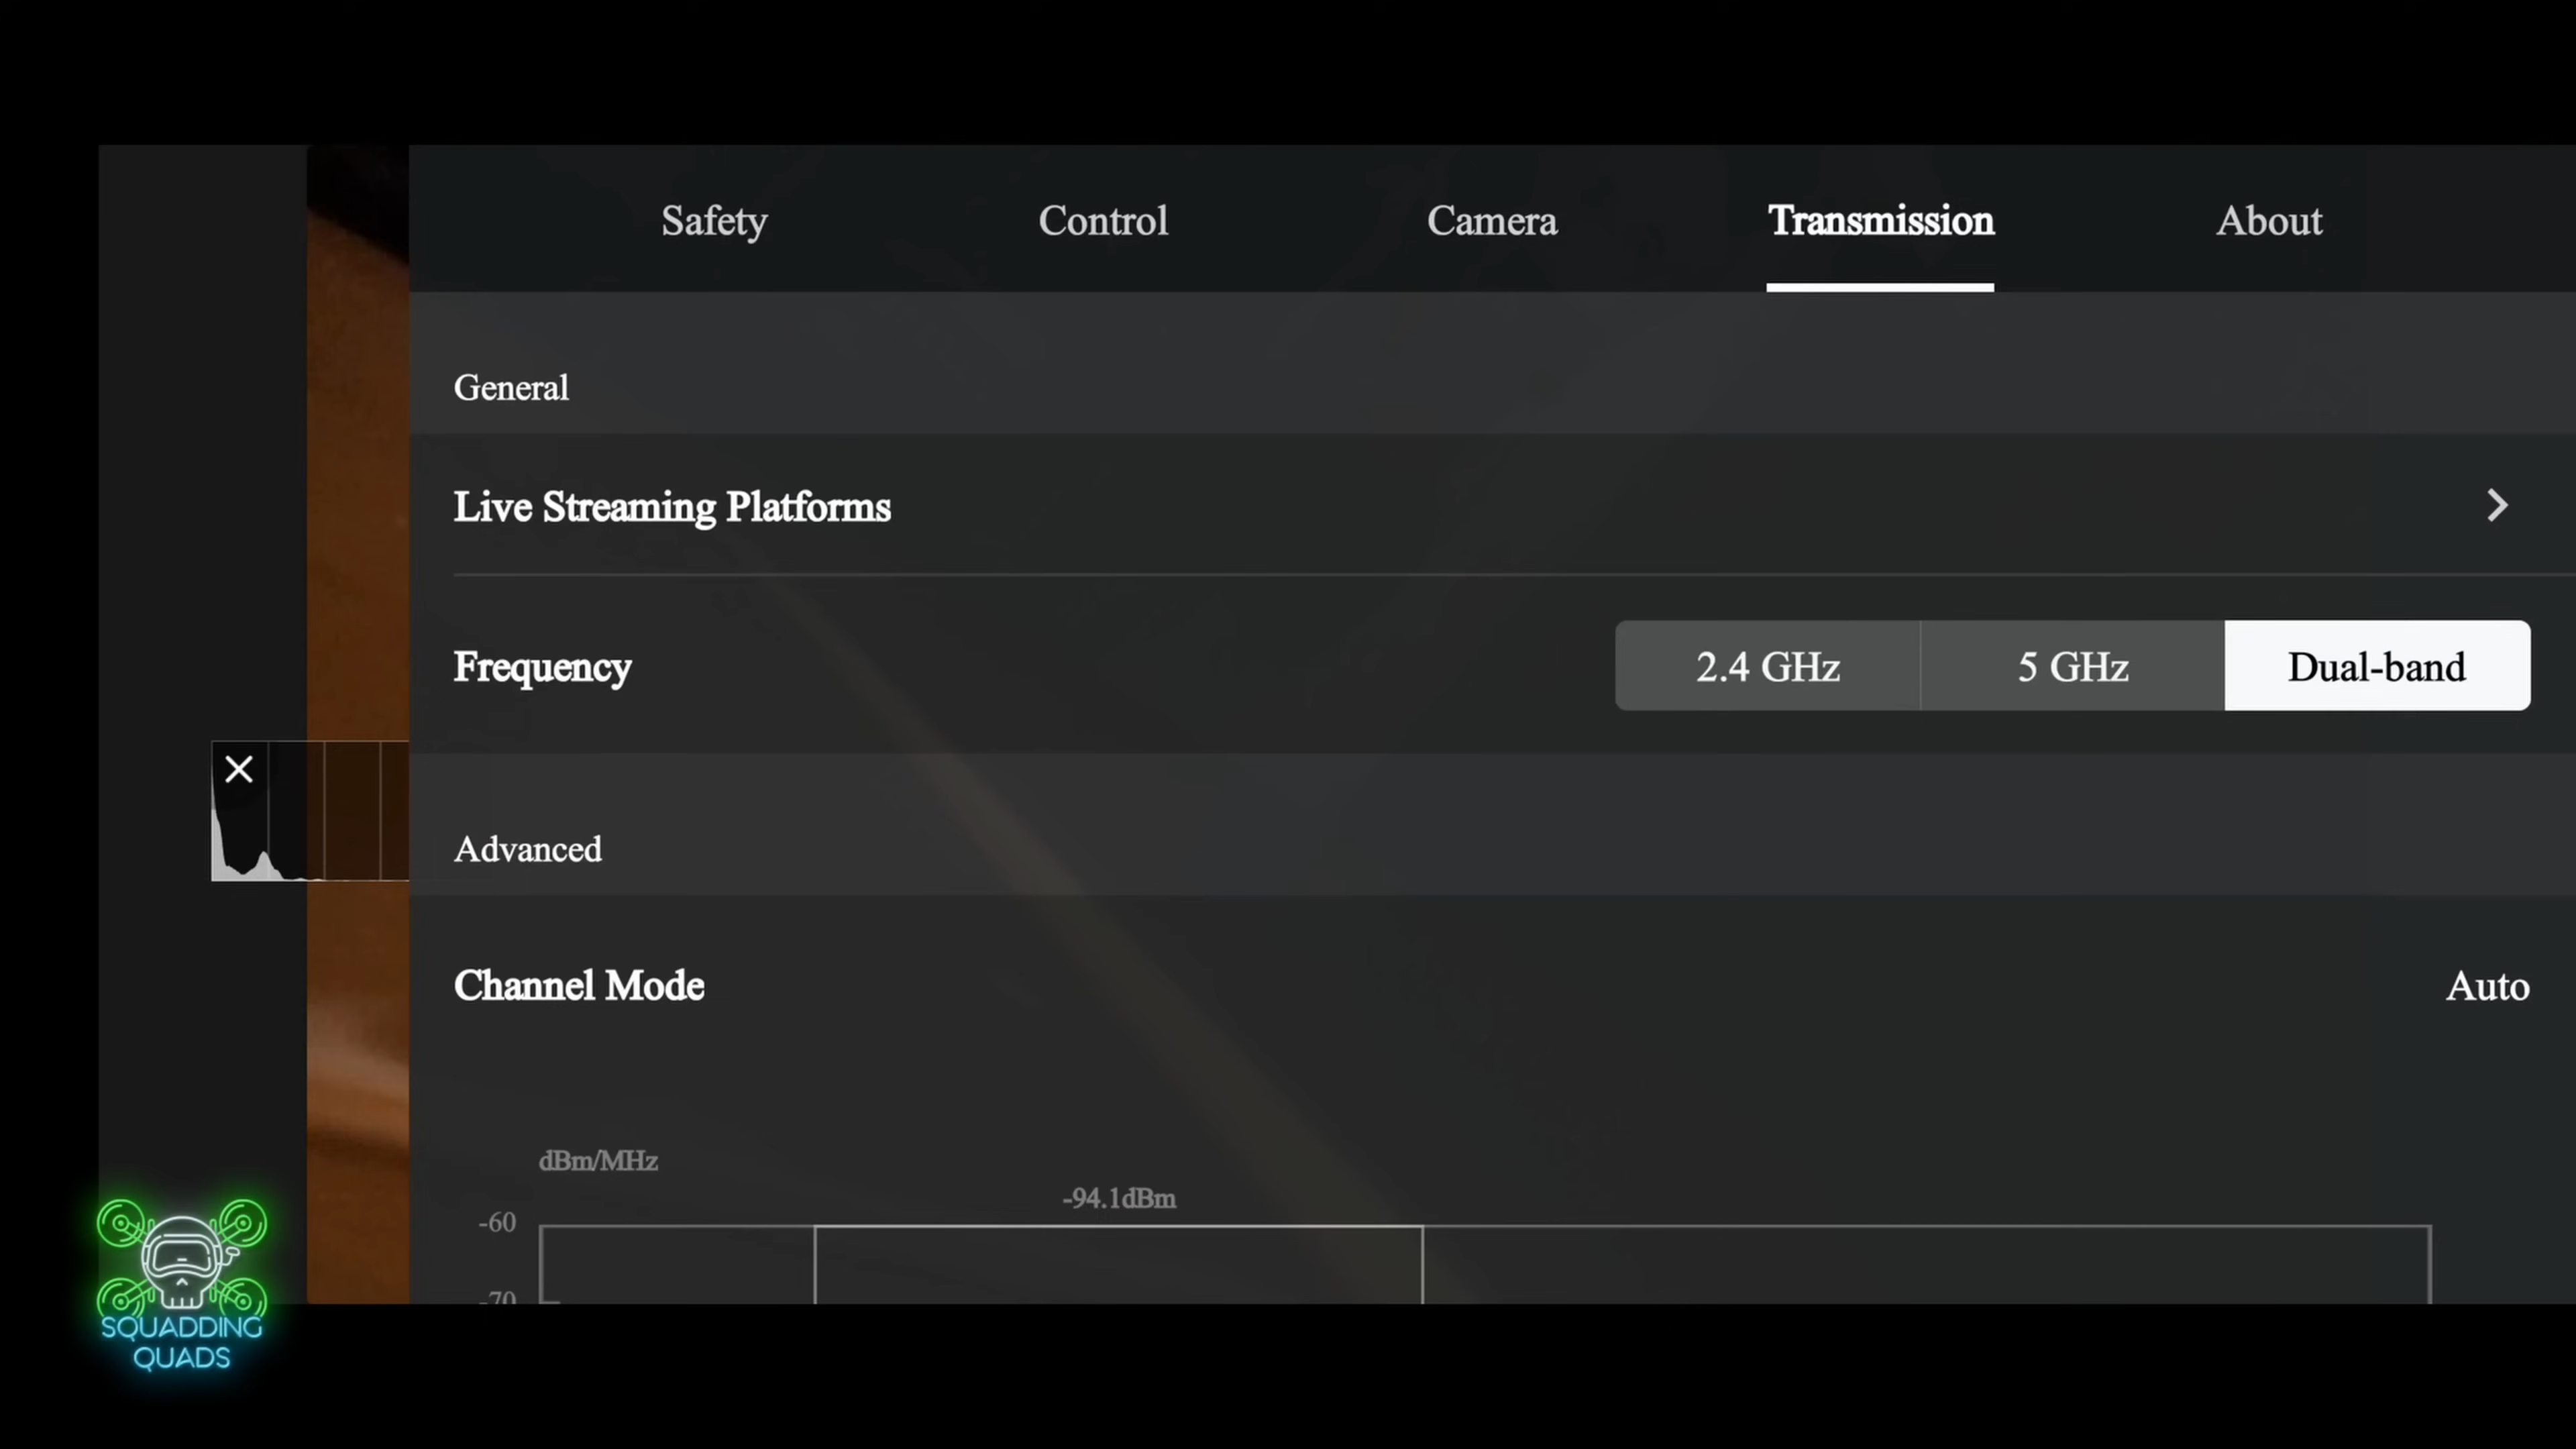 Safety Control Camera Transmission About
General
Live Streaming Platforms
Frequency 2.4 GHz 5 GHz Dual-band
Advanced
Channel Mode Auto
dBm/MHz
-94.1dBm
-60
-70
SQUADDING
QUADS